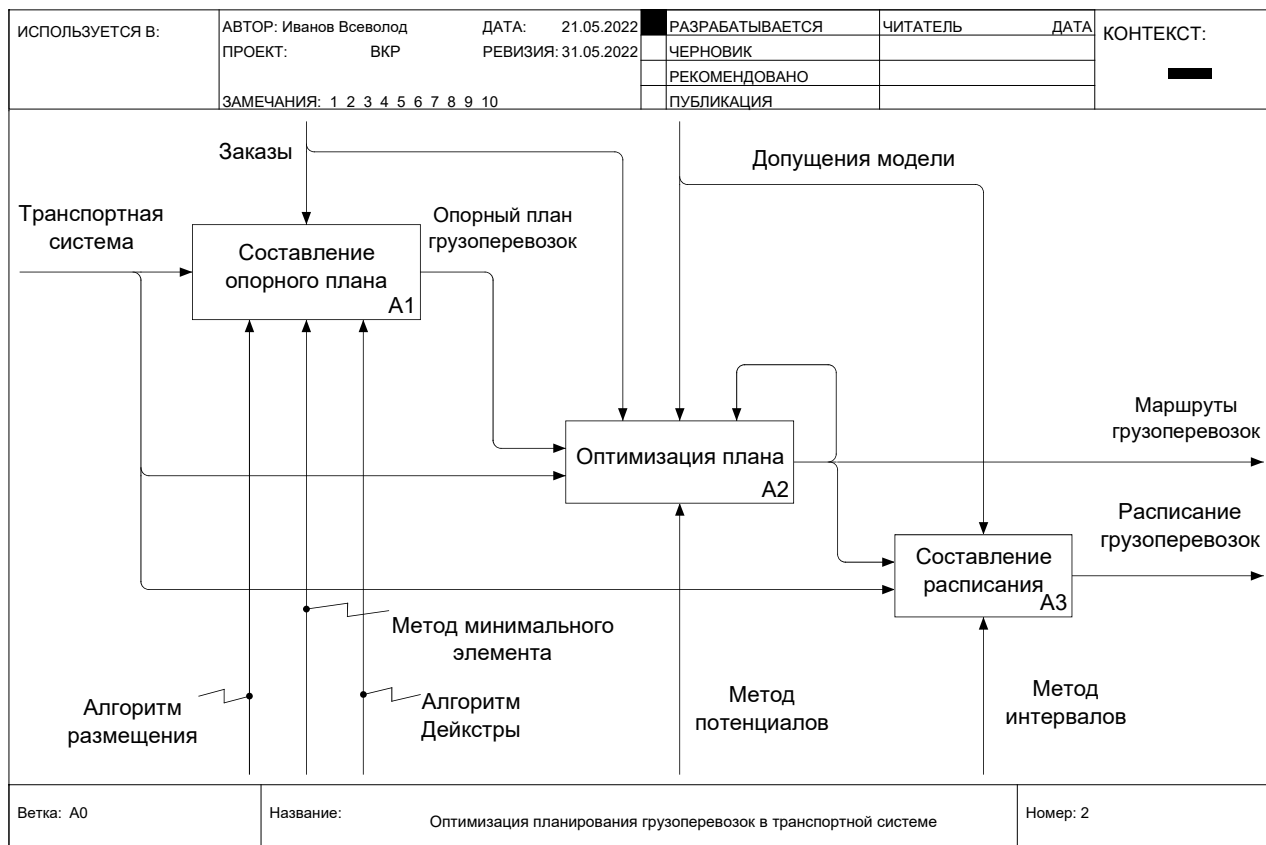 ИСПОЛЬЗУЕТСЯ В:
АВТОР: Иванов Всеволод ДАТА: 21.05.2022
ПРОЕКТ: ВКР РЕВИЗИЯ: 31.05.2022
ЗАМЕЧАНИЯ: 1 2 3 4 5 6 7 8 9 10
РАЗРАБАТЫВАЕТСЯ
ЧЕРНОВИК
РЕКОМЕНДОВАНО
ПУБЛИКАЦИЯ
ЧИТАТЕЛЬ ДАТА
КОНТЕКСТ:
Заказы
Допущения модели
Транспортная
система
Составление
опорного плана
A1
Опорный план
грузоперевозок
Оптимизация плана
A2
Маршруты
грузоперевозок
Расписание
грузоперевозок
Составление
расписания
A3
Метод минимального
элемента
Алгоритм
размещения
Алгоритм
Дейкстры
Метод
потенциалов
Метод
интервалов
Ветка: A0
Название:
Оптимизация планирования грузоперевозок в транспортной системе
Номер: 2